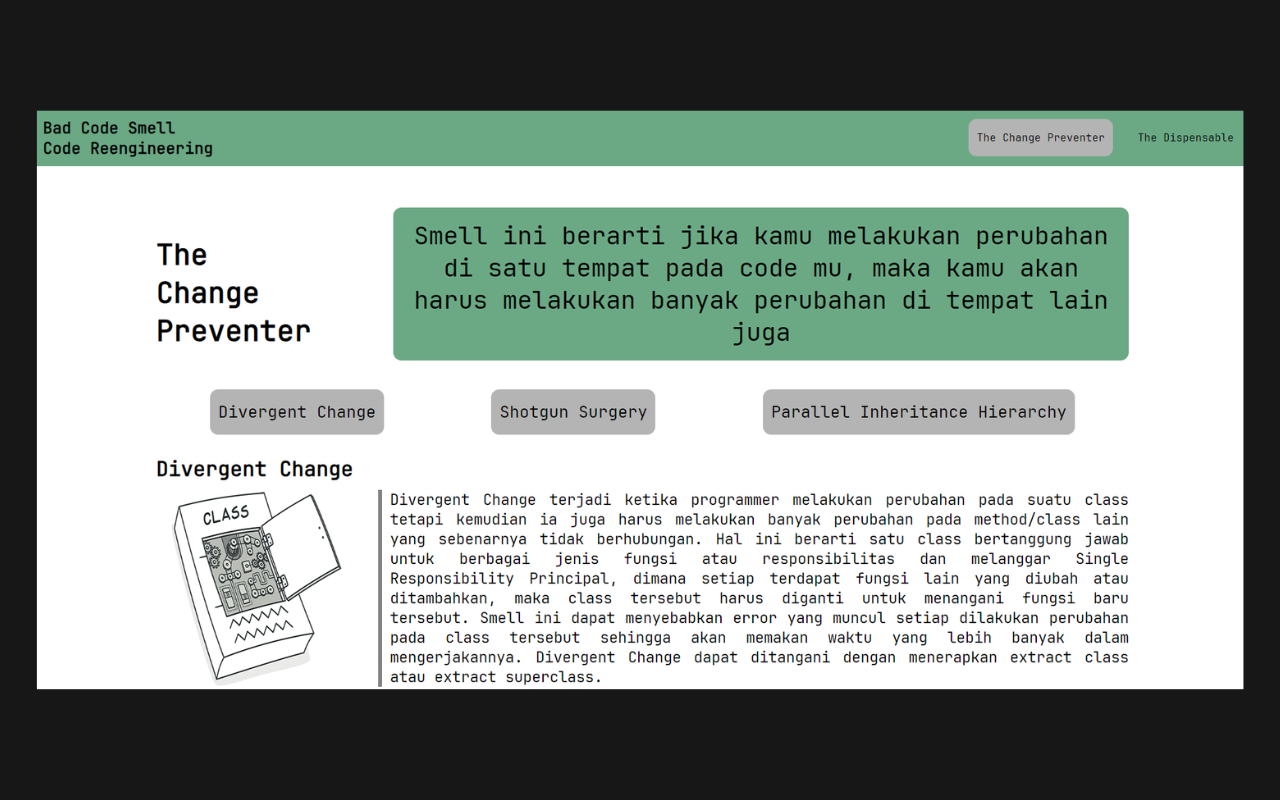 Bad Code Smell
Code Reengineering
The Change Preventer
The Dispensable
The
Change
Preventer
Smell ini berarti jika kamu melakukan perubahan
di satu tempat pada code mu, maka kamu akan
harus melakukan banyak perubahan di tempat lain
juga
Divergent Change
Shotgun Surgery
Parallel Inheritance Hierarchy
Divergent Change
CLASS
Divergent Change terjadi ketika programmer melakukan perubahan pada suatu class
tetapi kemudian ia juga harus melakukan banyak perubahan pada method/class lain
yang sebenarnya tidak berhubungan. Hal ini berarti satu class bertanggung jawab
untuk berbagai jenis fungsi atau responsibilitas dan melanggar Single
Responsibility Principal, dimana setiap terdapat fungsi lain yang diubah atau
ditambahkan, maka class tersebut harus diganti untuk menangani fungsi baru
tersebut. Smell ini dapat menyebabkan error yang muncul setiap dilakukan perubahan
pada class tersebut sehingga akan memakan waktu yang lebih banyak dalam
mengerjakannya. Divergent Change dapat ditangani dengan menerapkan extract class
atau extract superclass.